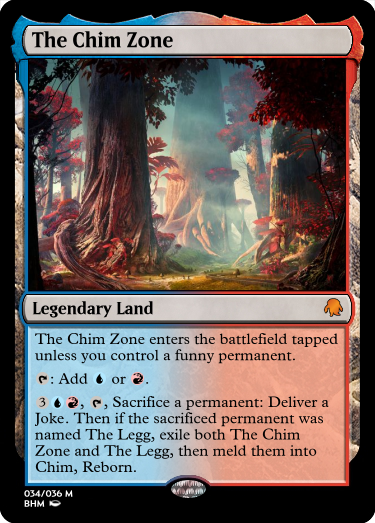 The Chim Zone
Legendary Land
The Chim Zone enters the battlefield tapped
unless you control a funny permanent.
: Add or .
3 , , Sacrifice a permanent: Deliver a
Joke. Then if the sacrificed permanent was
named The Legg, exile both The Chim
Zone and The Legg, then meld them into
Chim, Reborn.
034/036 M
BHM